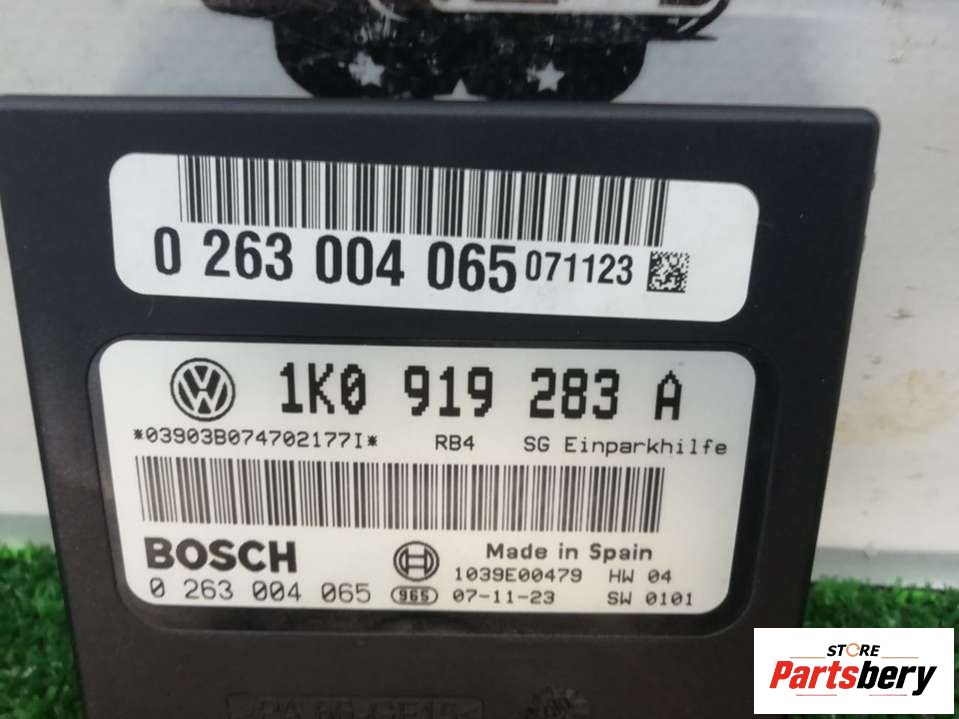 0 263 004 065 071123
1K0 919 283 A
*03903B074702177I* RB4 SG Einparkhilfe
BOSCH
Made in Spain
1039E00479 HW 04
0 263 004 065 965 07-11-23 SW 0101
STORE
Partsbery